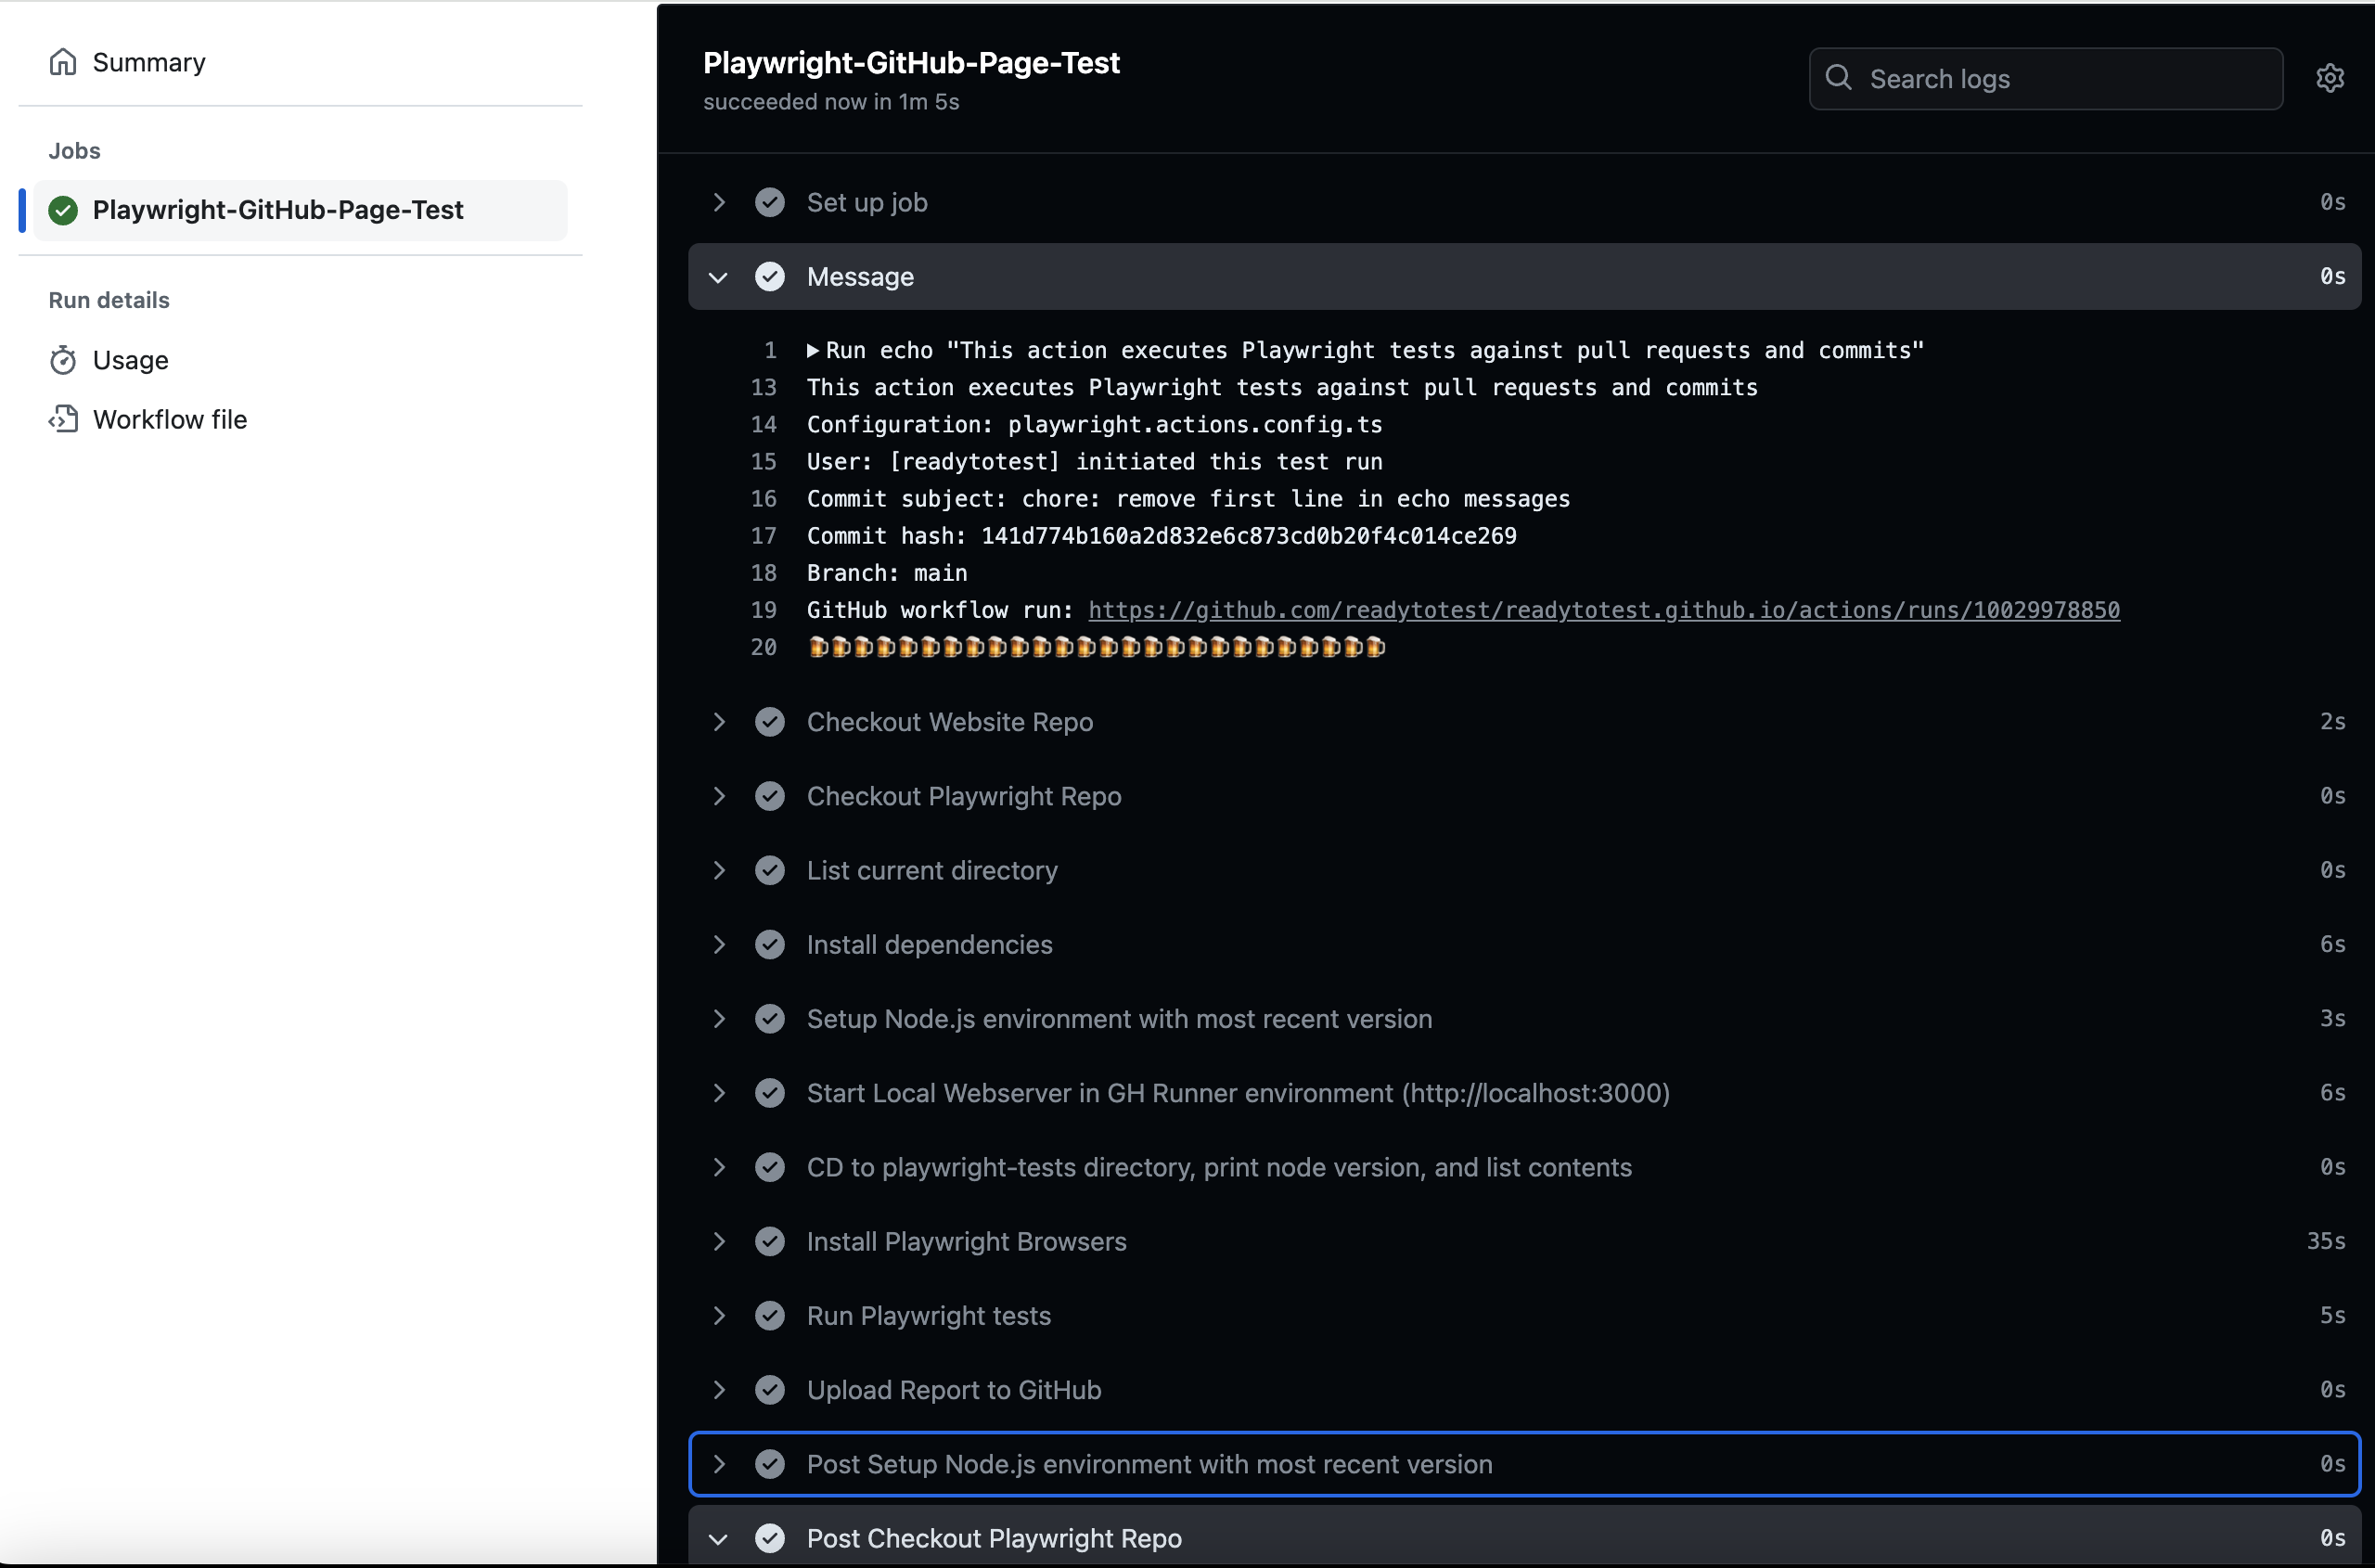 Summary
Jobs
Playwright-GitHub-Page-Test
Run details
Usage
Workflow file
Playwright-GitHub-Page-Test
succeeded now in 1m 5s
Search logs
Set up job 0s
Message 0s
1 Run echo "This action executes Playwright tests against pull requests and commits"
13 This action executes Playwright tests against pull requests and commits
14 Configuration: playwright.actions.config.ts
15 User: [readytotest] initiated this test run
16 Commit subject: chore: remove first line in echo messages
17 Commit hash: 141d774b160a2d832e6c873cd0b20f4c014ce269
18 Branch: main
19 GitHub workflow run: https://github.com/readytotest/readytotest.github.io/actions/runs/10029978850
20 🍺🍺🍺🍺🍺🍺🍺🍺🍺🍺🍺🍺🍺🍺🍺🍺🍺🍺🍺🍺🍺🍺🍺🍺🍺🍺
Checkout Website Repo 2s
Checkout Playwright Repo 0s
List current directory 0s
Install dependencies 6s
Setup Node.js environment with most recent version 3s
Start Local Webserver in GH Runner environment (http://localhost:3000) 6s
CD to playwright-tests directory, print node version, and list contents 0s
Install Playwright Browsers 35s
Run Playwright tests 5s
Upload Report to GitHub 0s
Post Setup Node.js environment with most recent version 0s
Post Checkout Playwright Repo 0s